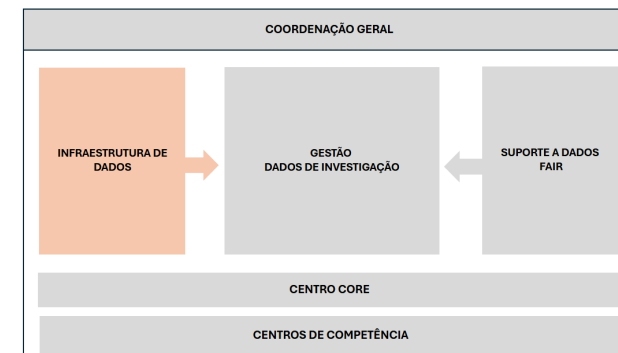 COORDENAÇÃO GERAL
INFRAESTRUTURA DE
DADOS
GESTÃO
DADOS DE INVESTIGAÇÃO
SUPORTE A DADOS
FAIR
CENTRO CORE
CENTROS DE COMPETÊNCIA